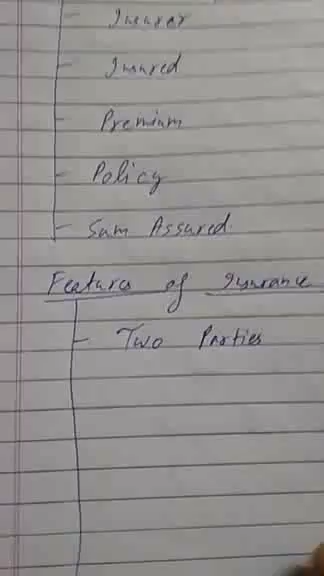 Insurer
Insured
Premium
Policy
Sum Assured
Features of Insurance
Two Parties